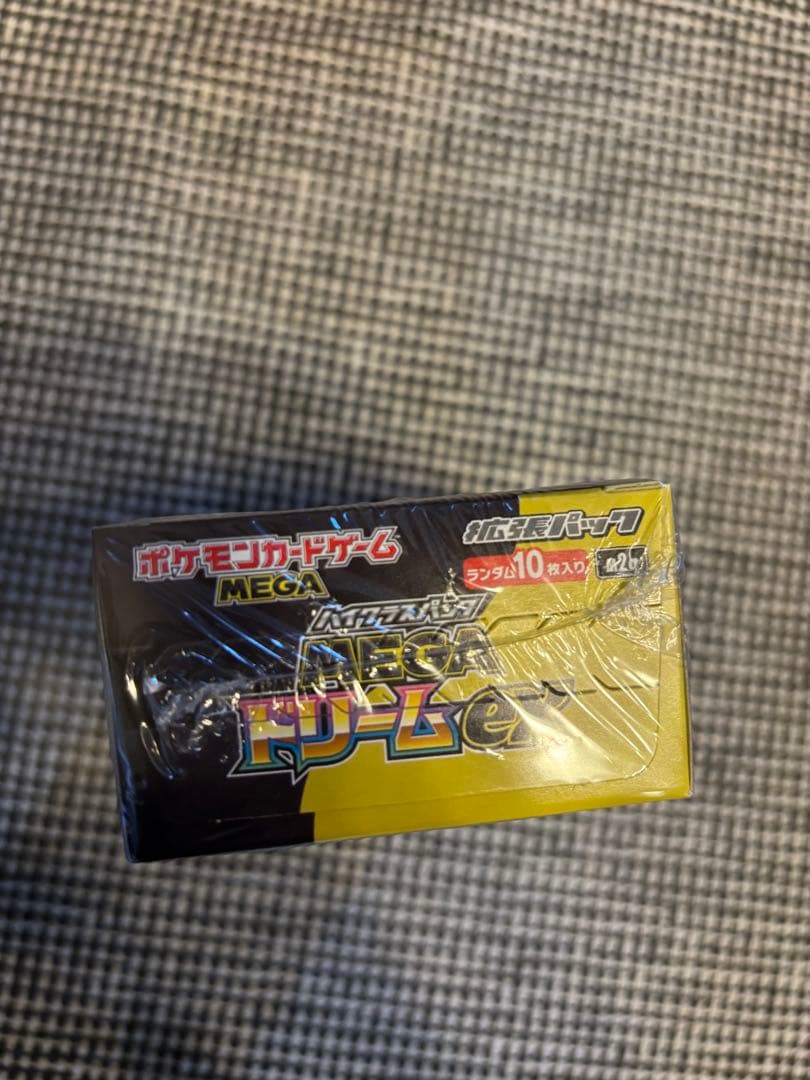 ポケモンカードゲーム
MEGA
拡張パック
ランダム10枚入り
ハイクラスパック
MEGA
ドリームex